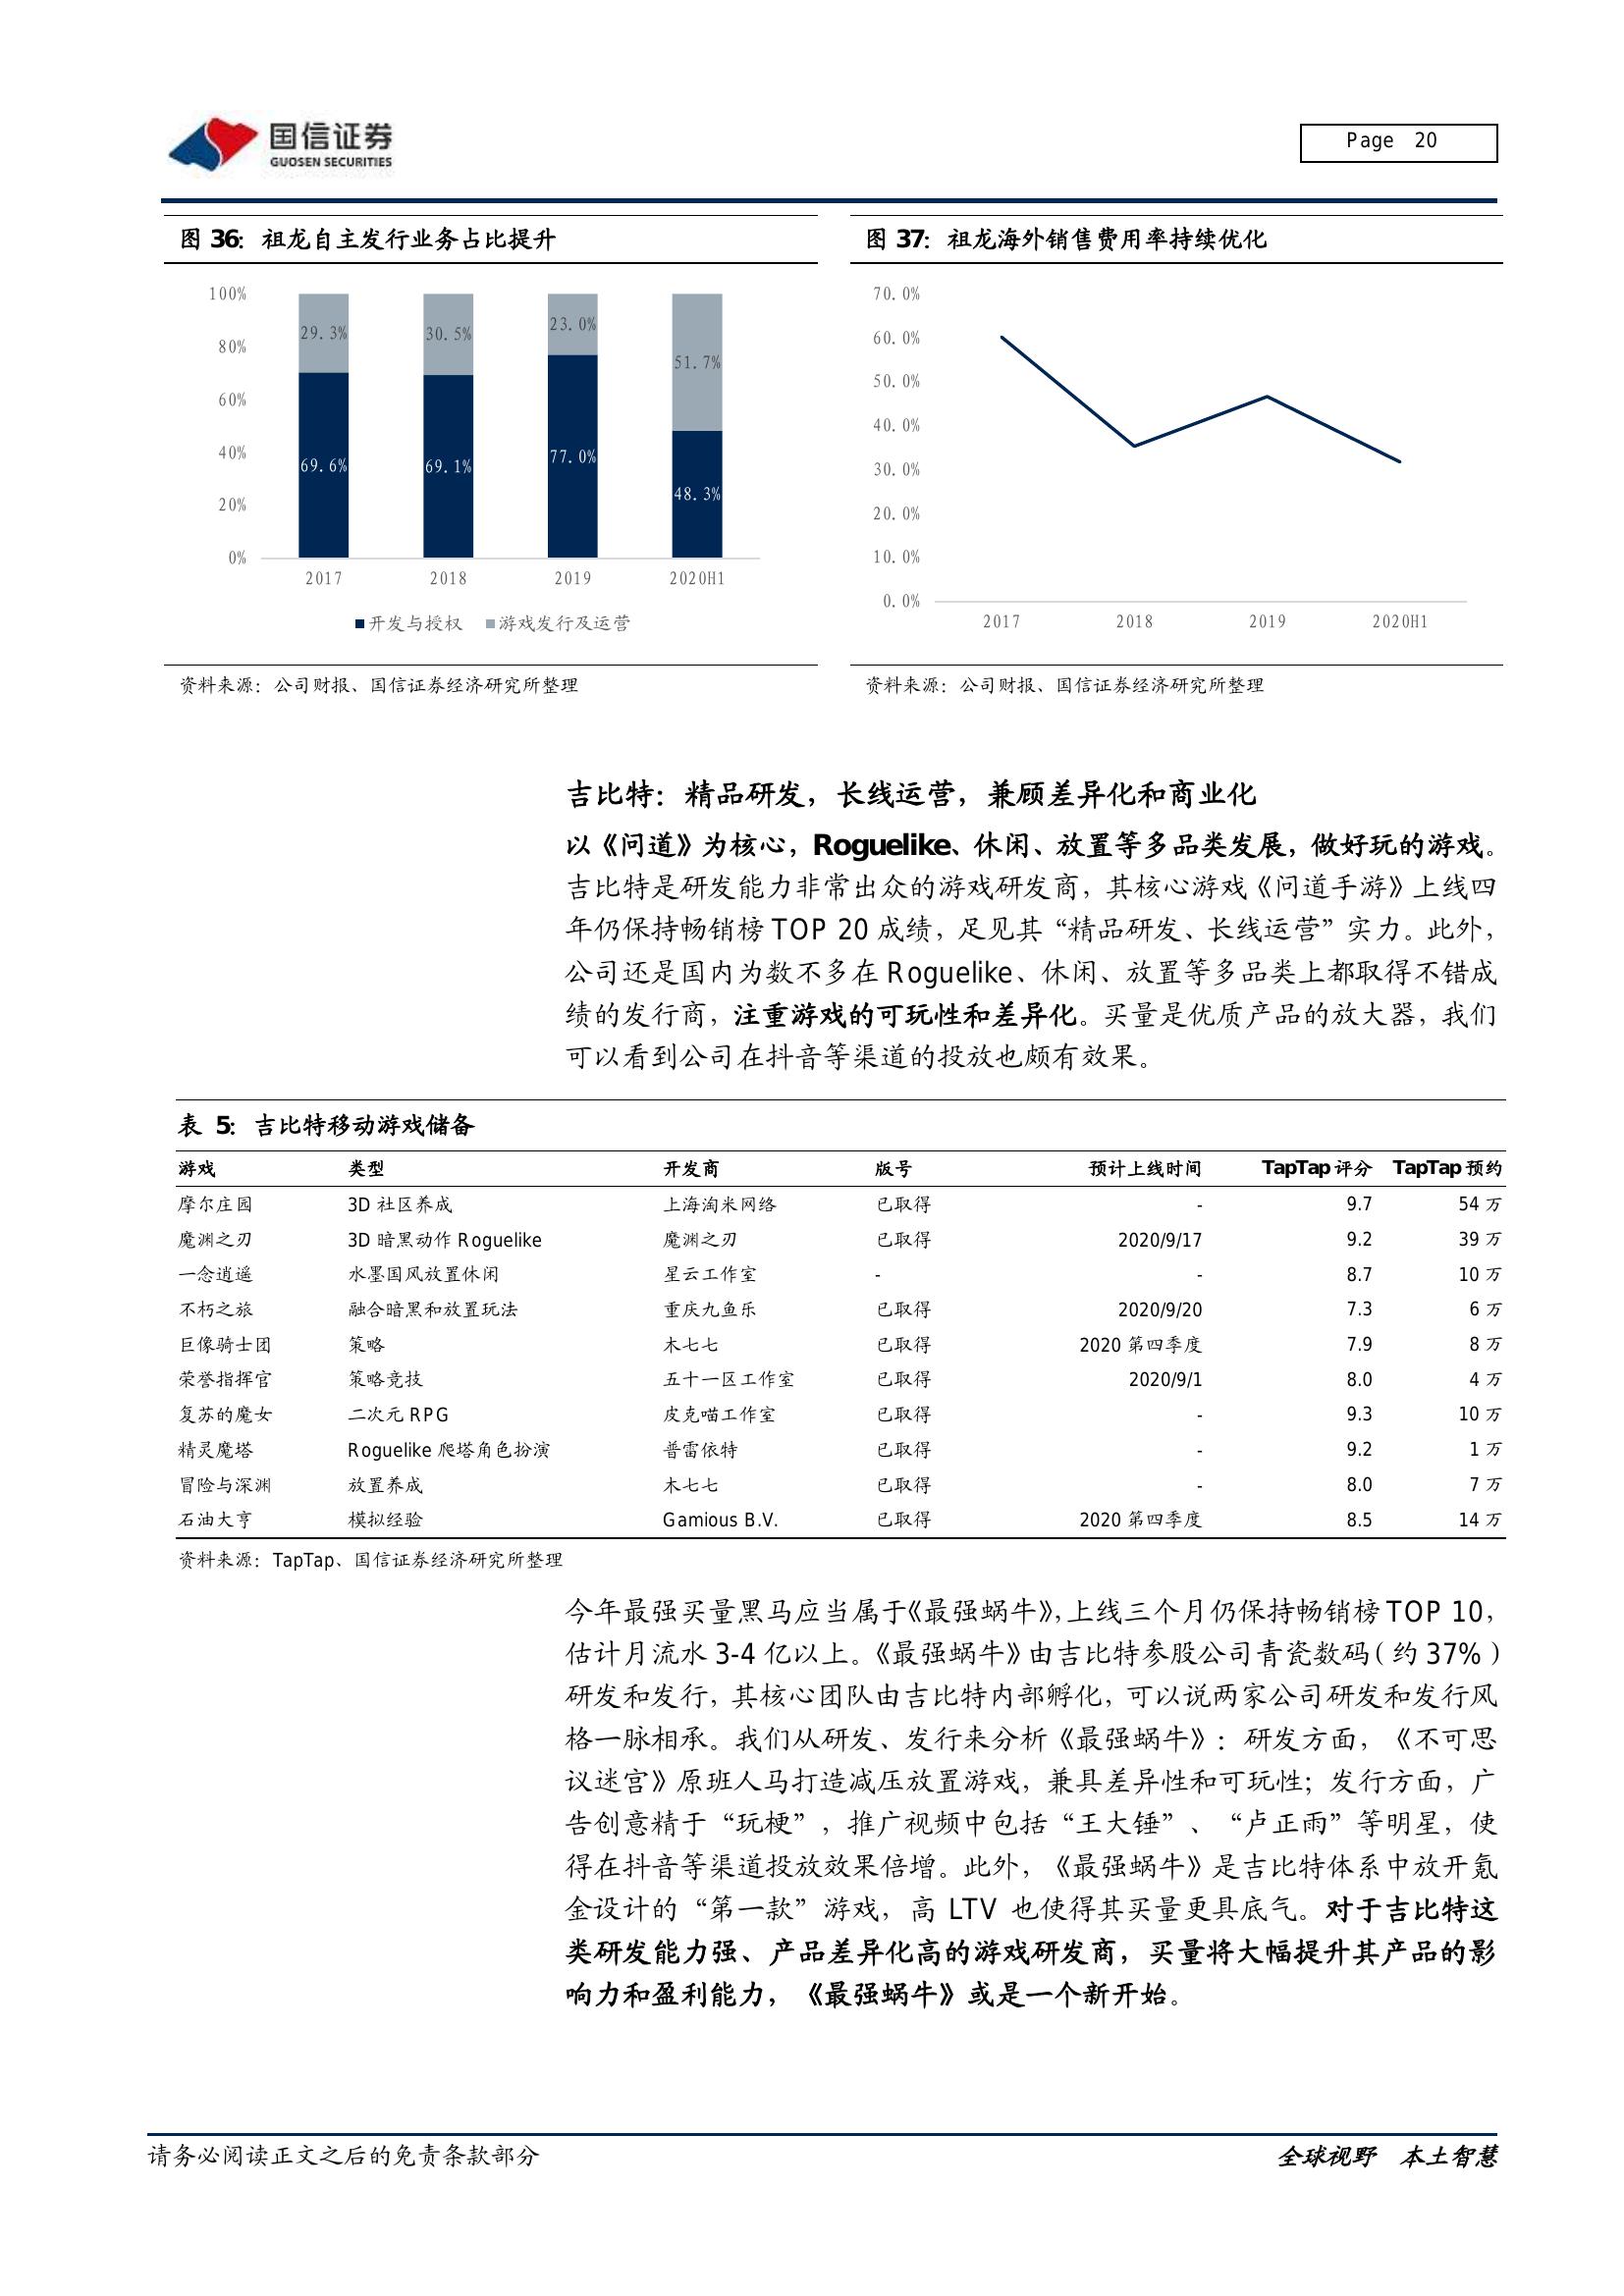 国信证券
GUOSEN SECURITIES
Page 20
图 36：祖龙自主发行业务占比提升
100%
80%
60%
40%
20%
0%
29.3%
30.5%
23.0%
51.7%
69.6%
69.1%
77.0%
48.3%
2017 2018 2019 2020H1
开发与授权 游戏发行及运营
资料来源：公司财报、国信证券经济研究所整理
图 37：祖龙海外销售费用率持续优化
70.0%
60.0%
50.0%
40.0%
30.0%
20.0%
10.0%
0.0%
2017 2018 2019 2020H1
资料来源：公司财报、国信证券经济研究所整理
吉比特：精品研发，长线运营，兼顾差异化和商业化
以《问道》为核心，Roguelike、休闲、放置等多品类发展，做好玩的游戏。
吉比特是研发能力非常出众的游戏研发商，其核心游戏《问道手游》上线四
年仍保持畅销榜 TOP 20 成绩，足见其“精品研发、长线运营”实力。此外，
公司还是国内为数不多在 Roguelike、休闲、放置等多品类上都取得不错成
绩的发行商，注重游戏的可玩性和差异化。买量是优质产品的放大器，我们
可以看到公司在抖音等渠道的投放也颇有效果。
表 5：吉比特移动游戏储备
游戏 类型 开发商 版号 预计上线时间 TapTap 评分 TapTap 预约
摩尔庄园 3D 社区养成 上海淘米网络 已取得 - 9.7 54 万
魔渊之刃 3D 暗黑动作 Roguelike 魔渊之刃 已取得 2020/9/17 9.2 39 万
一念逍遥 水墨国风放置休闲 星云工作室 - - 8.7 10 万
不朽之旅 融合暗黑和放置玩法 重庆九鱼乐 已取得 2020/9/20 7.3 6 万
巨像骑士团 策略 木七七 已取得 2020 第四季度 7.9 8 万
荣誉指挥官 策略竞技 五十一区工作室 已取得 2020/9/1 8.0 4 万
复苏的魔女 二次元 RPG 皮克喵工作室 已取得 - 9.3 10 万
精灵魔塔 Roguelike 爬塔角色扮演 普雷依特 已取得 - 9.2 1 万
冒险与深渊 放置养成 木七七 已取得 - 8.0 7 万
石油大亨 模拟经验 Gamious B.V. 已取得 2020 第四季度 8.5 14 万
资料来源：TapTap、国信证券经济研究所整理
今年最强买量黑马应当属于《最强蜗牛》，上线三个月仍保持畅销榜 TOP 10，
估计月流水 3-4 亿以上。《最强蜗牛》由吉比特参股公司青瓷数码（约 37%）
研发和发行，其核心团队由吉比特内部孵化，可以说两家公司研发和发行风
格一脉相承。我们从研发、发行来分析《最强蜗牛》：研发方面，《不可思
议迷宫》原班人马打造减压放置游戏，兼具差异性和可玩性；发行方面，广
告创意精于“玩梗”，推广视频中包括“王大锤”、“卢正雨”等明星，使
得在抖音等渠道投放效果倍增。此外，《最强蜗牛》是吉比特体系中放开氪
金设计的“第一款”游戏，高 LTV 也使得其买量更具底气。对于吉比特这
类研发能力强、产品差异化高的游戏研发商，买量将大幅提升其产品的影
响力和盈利能力，《最强蜗牛》或是一个新开始。
请务必阅读正文之后的免责条款部分
全球视野 本土智慧